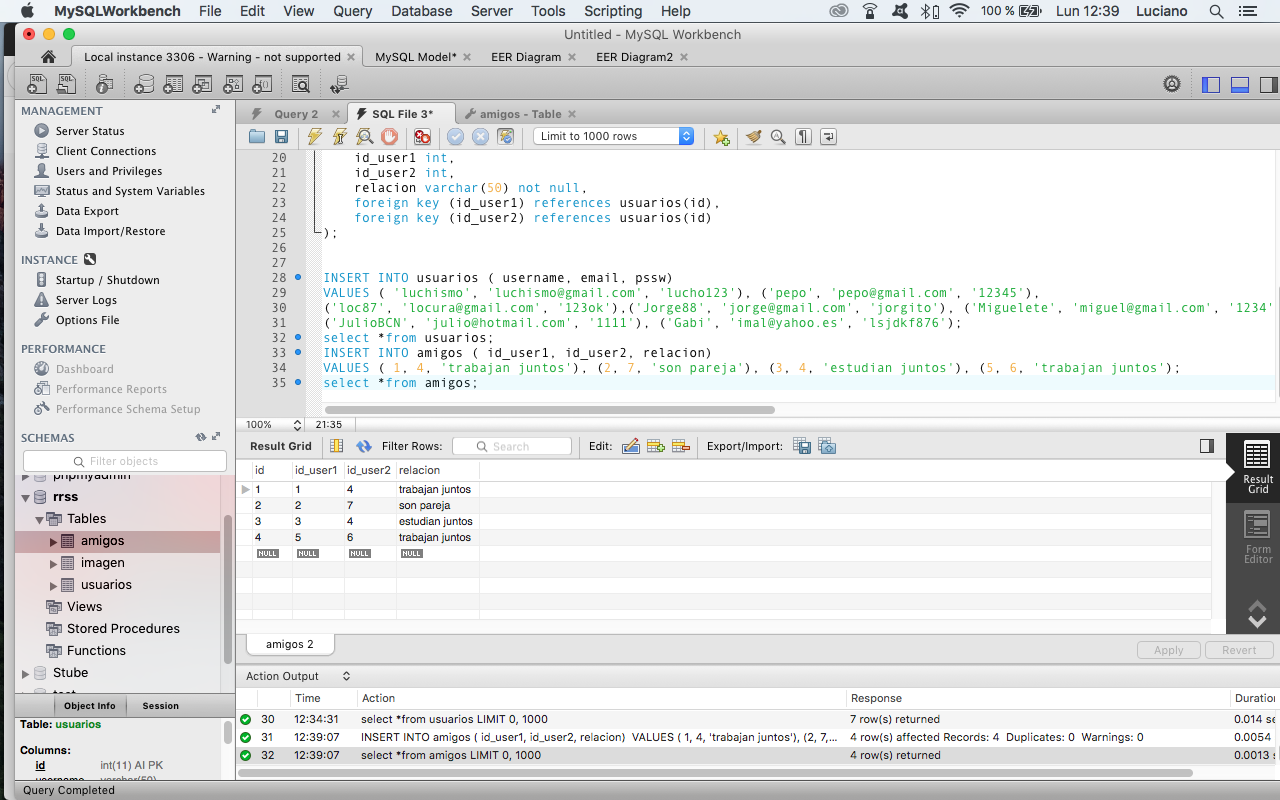 MySQLWorkbench File Edit View Query Database Server Tools Scripting Help 100 % Lun 12:39 Luciano
Untitled - MySQL Workbench
Local instance 3306 - Warning - not supported MySQL Model* EER Diagram EER Diagram2
MANAGEMENT
Server Status
Client Connections
Users and Privileges
Status and System Variables
Data Export
Data Import/Restore
INSTANCE
Startup / Shutdown
Server Logs
Options File
PERFORMANCE
Dashboard
Performance Reports
Performance Schema Setup
SCHEMAS
Filter objects
phpmyadmin
rrss
Tables
amigos
imagen
usuarios
Views
Stored Procedures
Functions
Stube
test
Object Info Session
Table: usuarios
Columns:
id int(11) AI PK
username varchar(50)
Query 2 SQL File 3* amigos - Table
Limit to 1000 rows
20 id_user1 int,
21 id_user2 int,
22 relacion varchar(50) not null,
23 foreign key (id_user1) references usuarios(id),
24 foreign key (id_user2) references usuarios(id)
25 );
26
27
28 INSERT INTO usuarios ( username, email, pssw)
29 VALUES ( 'luchismo', 'luchismo@gmail.com', 'lucho123'), ('pepo', 'pepo@gmail.com', '12345'),
30 ('loc87', 'locura@gmail.com', '123ok'),('Jorge88', 'jorge@gmail.com', 'jorgito'), ('Miguelete', 'miguel@gmail.com', '1234'
31 ('JulioBCN', 'julio@hotmail.com', '1111'), ('Gabi', 'imal@yahoo.es', 'lsjdkf876');
32 select *from usuarios;
33 INSERT INTO amigos ( id_user1, id_user2, relacion)
34 VALUES ( 1, 4, 'trabajan juntos'), (2, 7, 'son pareja'), (3, 4, 'estudian juntos'), (5, 6, 'trabajan juntos');
35 select *from amigos;
100% 21:35
Result Grid Filter Rows: Search Edit: Export/Import:
id id_user1 id_user2 relacion
1 1 4 trabajan juntos
2 2 7 son pareja
3 3 4 estudian juntos
4 5 6 trabajan juntos
NULL NULL NULL NULL
Result Grid
Form Editor
amigos 2
Apply Revert
Action Output
Time Action Response Duration
30 12:34:31 select *from usuarios LIMIT 0, 1000 7 row(s) returned 0.014 se
31 12:39:07 INSERT INTO amigos ( id_user1, id_user2, relacion) VALUES ( 1, 4, 'trabajan juntos'), (2, 7,... 4 row(s) affected Records: 4 Duplicates: 0 Warnings: 0 0.0054
32 12:39:07 select *from amigos LIMIT 0, 1000 4 row(s) returned 0.0013 s
Query Completed